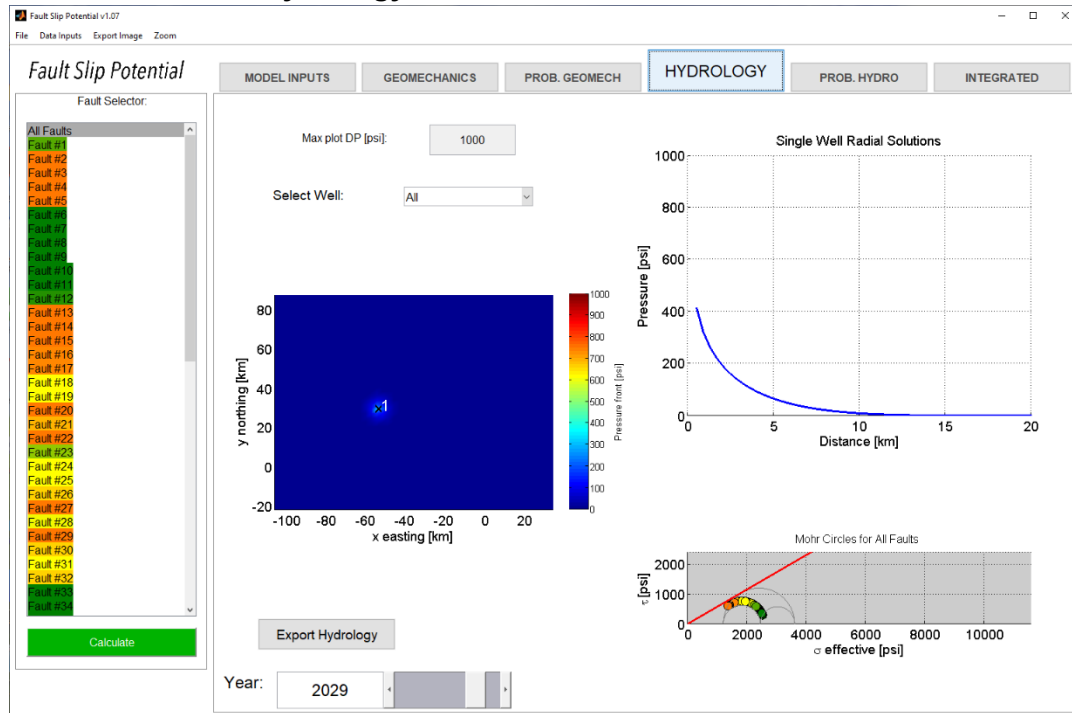 Fault Slip Potential v1.07
File Data Inputs Export Image Zoom
Fault Slip Potential
MODEL INPUTS
GEOMECHANICS
PROB. GEOMECH
HYDROLOGY
PROB. HYDRO
INTEGRATED
Fault Selector:
All Faults
Fault #1
Fault #2
Fault #3
Fault #4
Fault #5
Fault #6
Fault #7
Fault #8
Fault #9
Fault #10
Fault #11
Fault #12
Fault #13
Fault #14
Fault #15
Fault #16
Fault #17
Fault #18
Fault #19
Fault #20
Fault #21
Fault #22
Fault #23
Fault #24
Fault #25
Fault #26
Fault #27
Fault #28
Fault #29
Fault #30
Fault #31
Fault #32
Fault #33
Fault #34
Calculate
Max plot DP [psi]: 1000
Select Well: All
80
60
40
20
0
-20
y northing [km]
1
-100 -80 -60 -40 -20 0 20
x easting [km]
1000
900
800
700
600
500
400
300
200
100
0
Pressure front [psi]
Export Hydrology
Year: 2029
Single Well Radial Solutions
1000
800
600
400
200
0
Pressure [psi]
0 5 10 15 20
Distance [km]
Mohr Circles for All Faults
2000
1000
0
τ [psi]
0 2000 4000 6000 8000 10000
σ effective [psi]